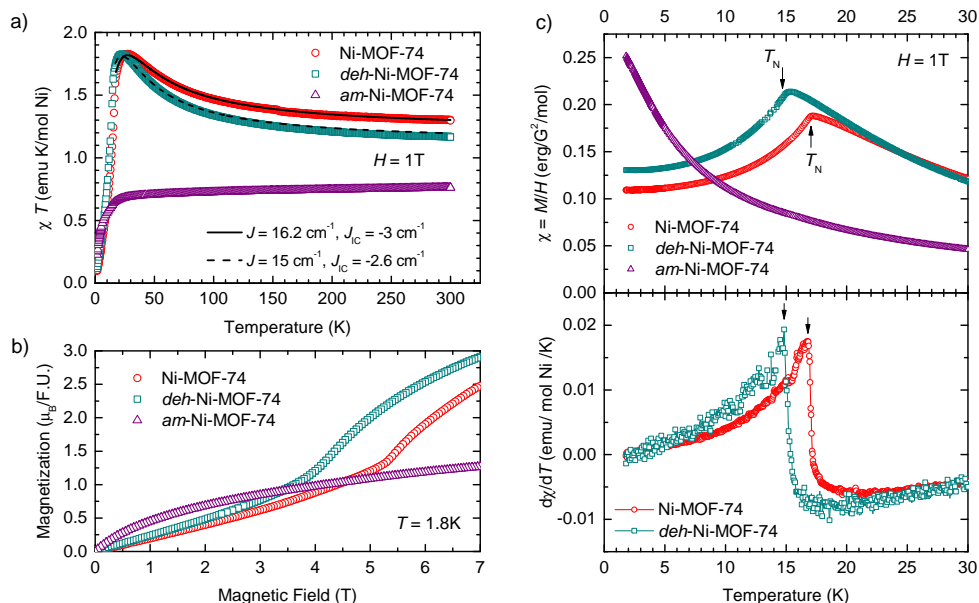 a)
2.0
1.5
1.0
0.5
0.0
χ T (emu K/mol Ni)
Ni-MOF-74
deh-Ni-MOF-74
am-Ni-MOF-74
H = 1T
J = 16.2 cm⁻¹, J_IC = -3 cm⁻¹
J = 15 cm⁻¹, J_IC = -2.6 cm⁻¹
0 50 100 150 200 250 300
Temperature (K)
b)
3.0
2.5
2.0
1.5
1.0
0.5
0.0
Magnetization (μ_B/F.U.)
Ni-MOF-74
deh-Ni-MOF-74
am-Ni-MOF-74
T = 1.8K
0 1 2 3 4 5 6 7
Magnetic Field (T)
c)
0 5 10 15 20 25 30
0.25
0.20
0.15
0.10
0.05
0.00
χ = M/H (erg/G²/mol)
H = 1T
T_N
T_N
Ni-MOF-74
deh-Ni-MOF-74
am-Ni-MOF-74
0.02
0.01
0.00
-0.01
dχ/dT (emu/ mol Ni /K)
Ni-MOF-74
deh-Ni-MOF-74
0 5 10 15 20 25 30
Temperature (K)